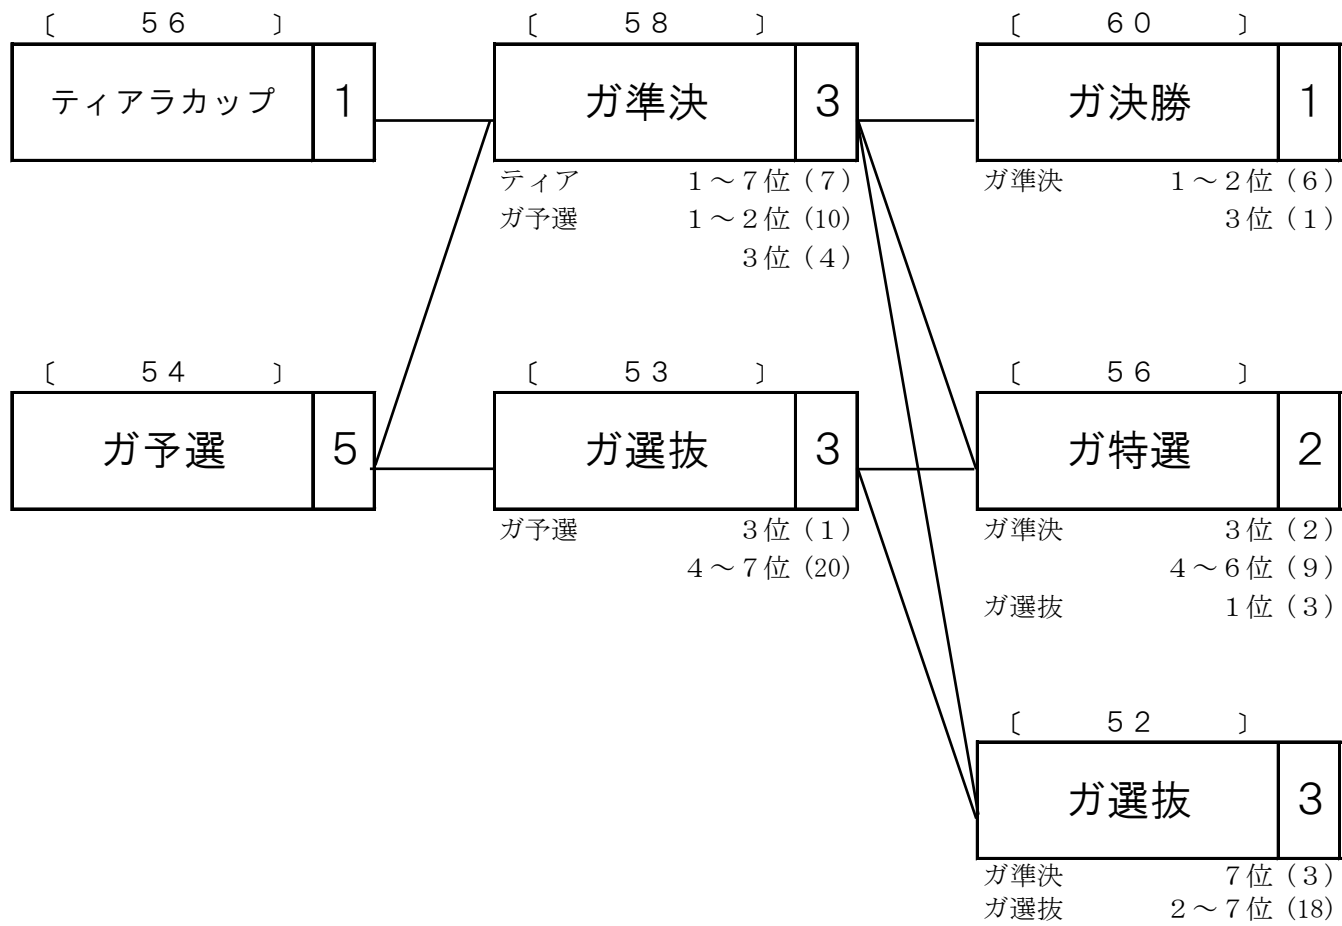 〔　５６　〕
ティアラカップ 1
〔　５８　〕
ガ準決 3
ティア　１～７位（７）
ガ予選　１～２位（10）
３位（４）
〔　６０　〕
ガ決勝 1
ガ準決　１～２位（６）
３位（１）
〔　５４　〕
ガ予選 5
〔　５３　〕
ガ選抜 3
ガ予選　３位（１）
４～７位（20）
〔　５６　〕
ガ特選 2
ガ準決　３位（２）
４～６位（９）
ガ選抜　１位（３）
〔　５２　〕
ガ選抜 3
ガ準決　７位（３）
ガ選抜　２～７位（18）